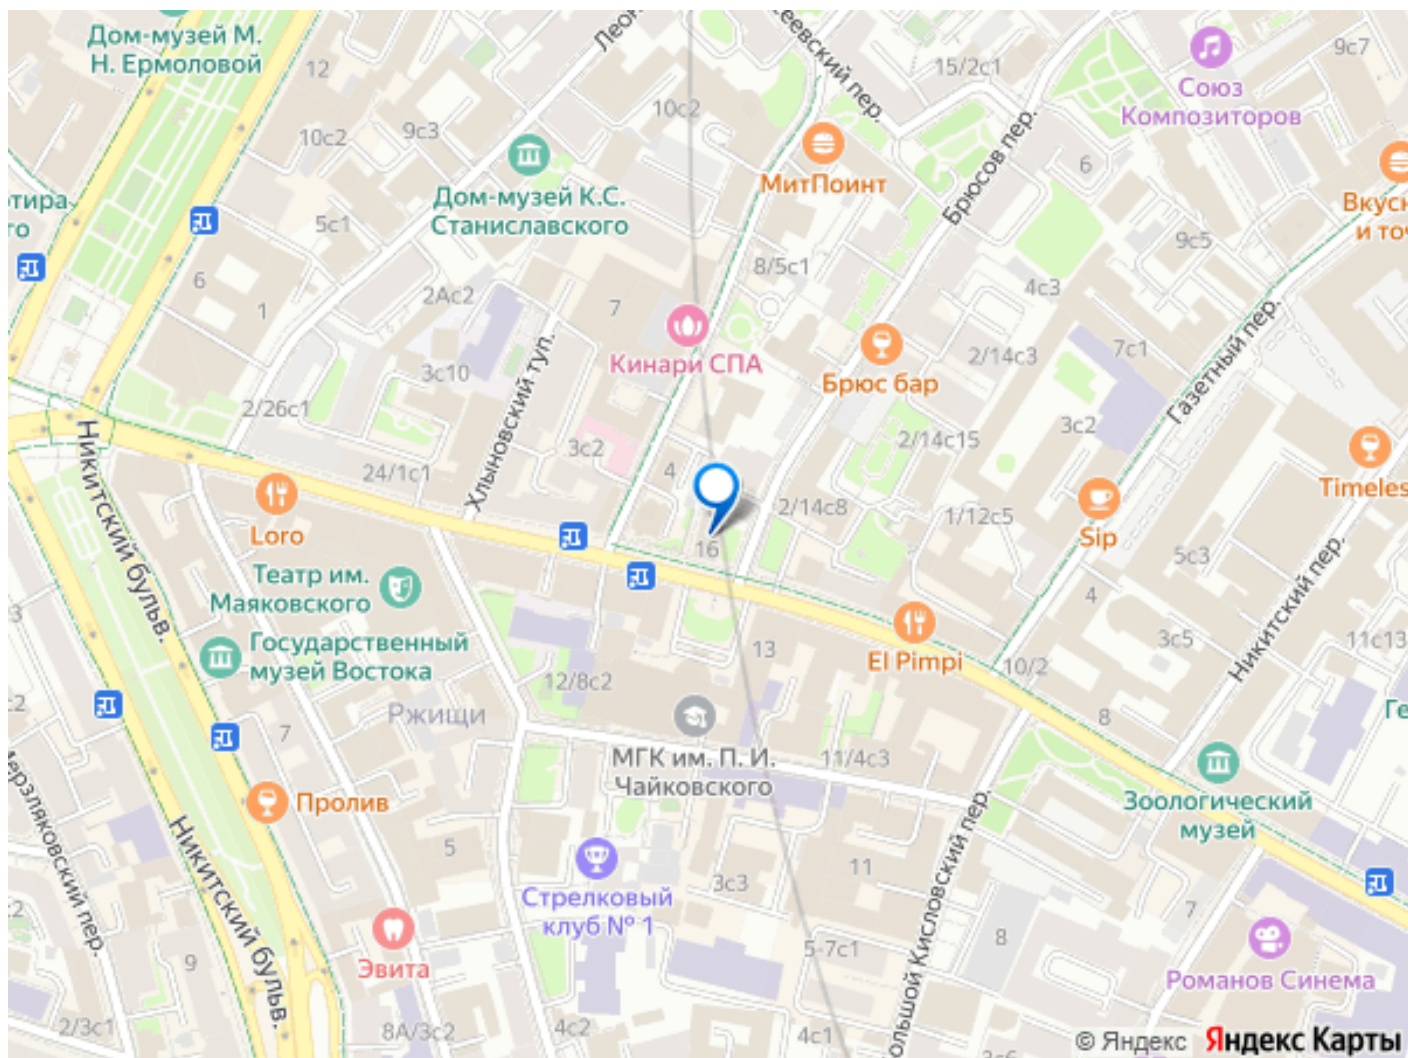 Дом-музей М.
Н. Ермоловой
12
10с2
9с3
10с2
15/2с1
Брюсов пер.
6
Союз
Композиторов
9с7
МитПоинт
Дом-музей К.С.
Станиславского
5с1
6
1
2Ас2
7
8/5с1
4с3
9с5
7с1
Газетный пер.
Кинари СПА
Брюс бар
2/14с3
3с10
2/26с1
Хлыновский туп.
3с2
4
2/14с15
3с2
24/1с1
Loro
16
2/14с8
1/12с5
Sip
5с3
4
Никитский пер.
Никитский бульв.
Театр им.
Маяковского
Государственный
музей Востока
El Pimpi
13
10/2
3с5
11с13
8
12/8с2
Ржищи
7
МГК им. П. И.
Чайковского
11/4с3
Зоологический
музей
Пролив
5
11
3с3
Стрелковый
клуб № 1
5-7с1
8
7
Эвита
9
Никитский бульв.
Романов Синема
2/3с1
8А/3с2
4с2
4с1
© Яндекс Яндекс Карты